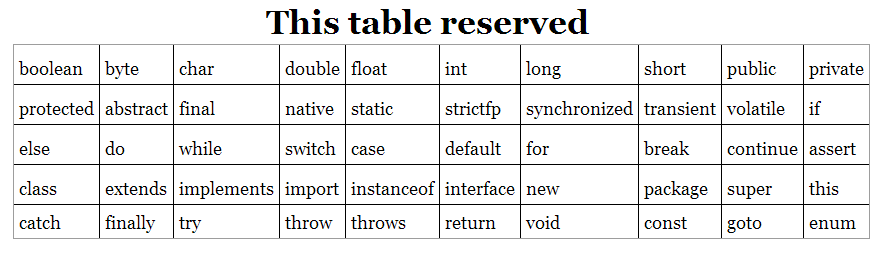 This table reserved
boolean byte char double float int long short public private
protected abstract final native static strictfp synchronized transient volatile if
else do while switch case default for break continue assert
class extends implements import instanceof interface new package super this
catch finally try throw throws return void const goto enum